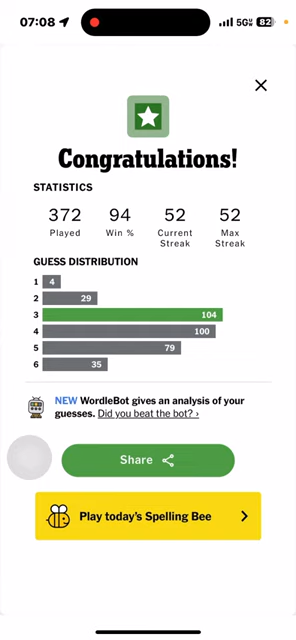 07:08 5G 82
Congratulations!
STATISTICS
372 94 52 52
Played Win % Current Streak Max Streak
GUESS DISTRIBUTION
1 4
2 29
3 104
4 100
5 79
6 35
NEW WordleBot gives an analysis of your
guesses. Did you beat the bot? ›
Share
Play today's Spelling Bee